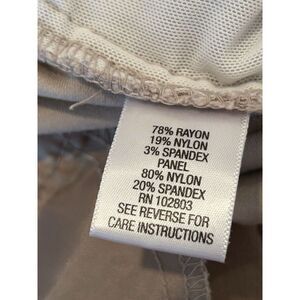 78% RAYON
19% NYLON
3% SPANDEX
PANEL
80% NYLON
20% SPANDEX
RN 102803
SEE REVERSE FOR
CARE INSTRUCTIONS